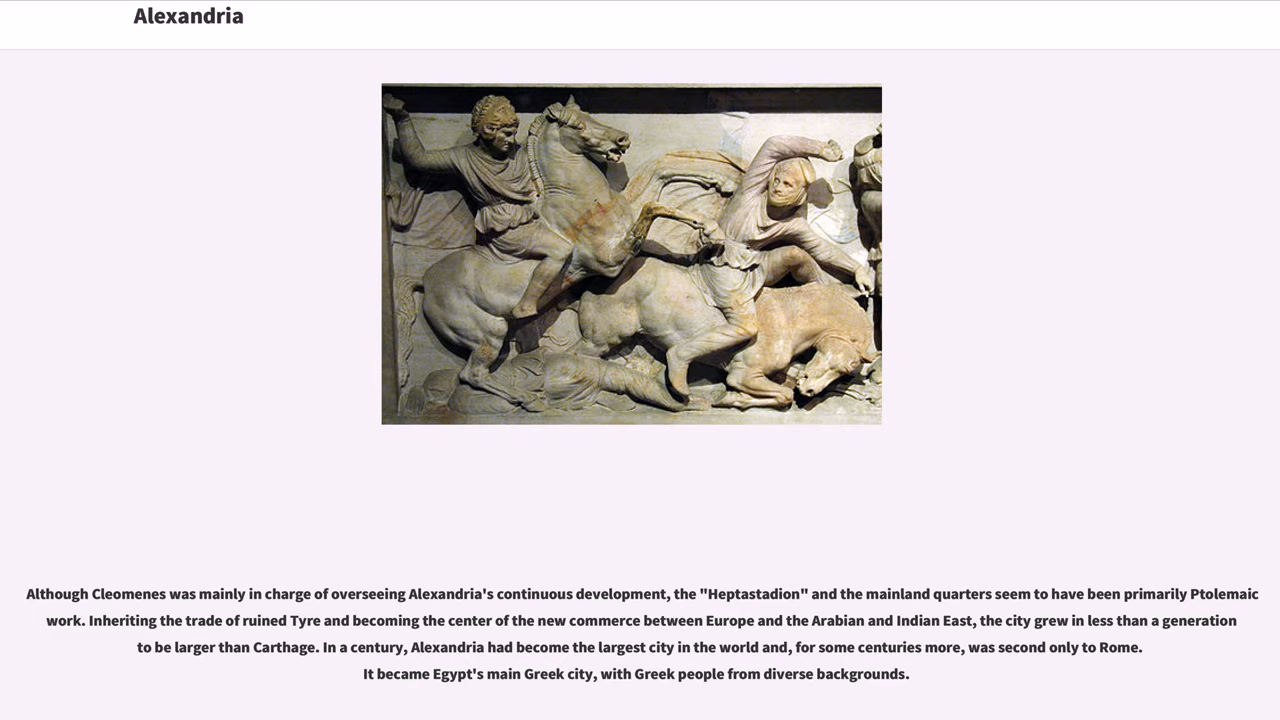 Alexandria
Although Cleomenes was mainly in charge of overseeing Alexandria's continuous development, the "Heptastadion" and the mainland quarters seem to have been primarily Ptolemaic
work. Inheriting the trade of ruined Tyre and becoming the center of the new commerce between Europe and the Arabian and Indian East, the city grew in less than a generation
to be larger than Carthage. In a century, Alexandria had become the largest city in the world and, for some centuries more, was second only to Rome.
It became Egypt's main Greek city, with Greek people from diverse backgrounds.